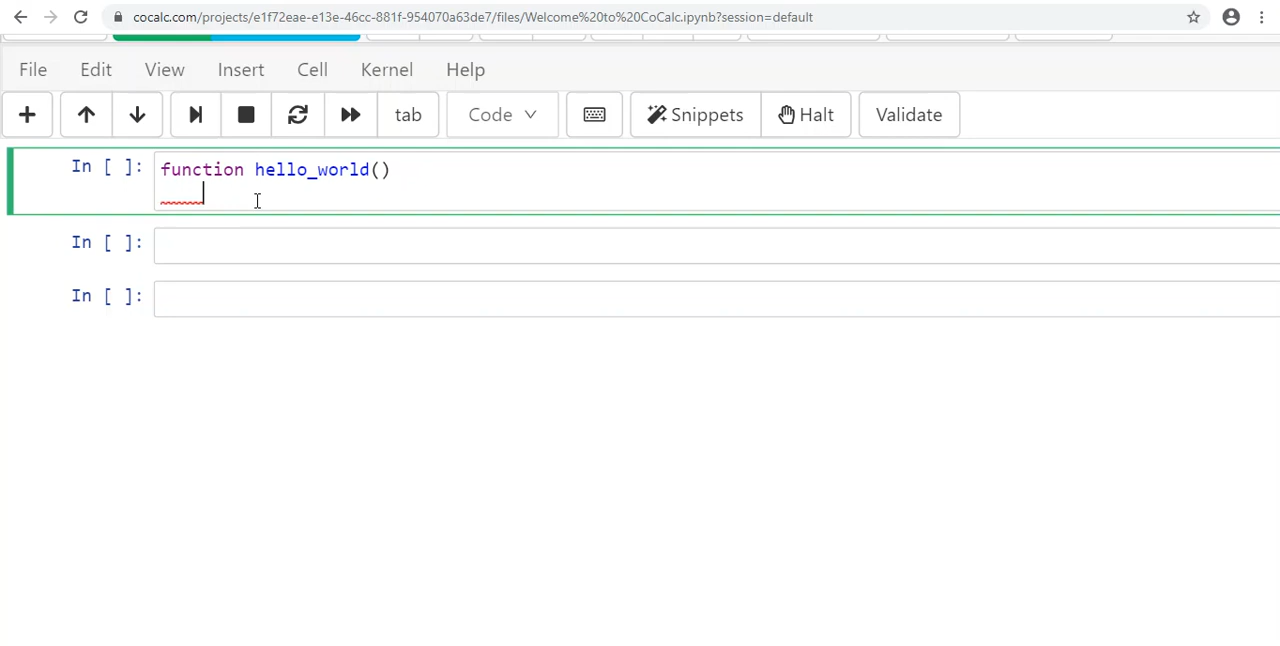 cocalc.com/projects/e1f72eae-e13e-46cc-881f-954070a63de7/files/Welcome%20to%20CoCalc.ipynb?session=default
File Edit View Insert Cell Kernel Help
tab Code Snippets Halt Validate
In [ ]: function hello_world()
In [ ]:
In [ ]: